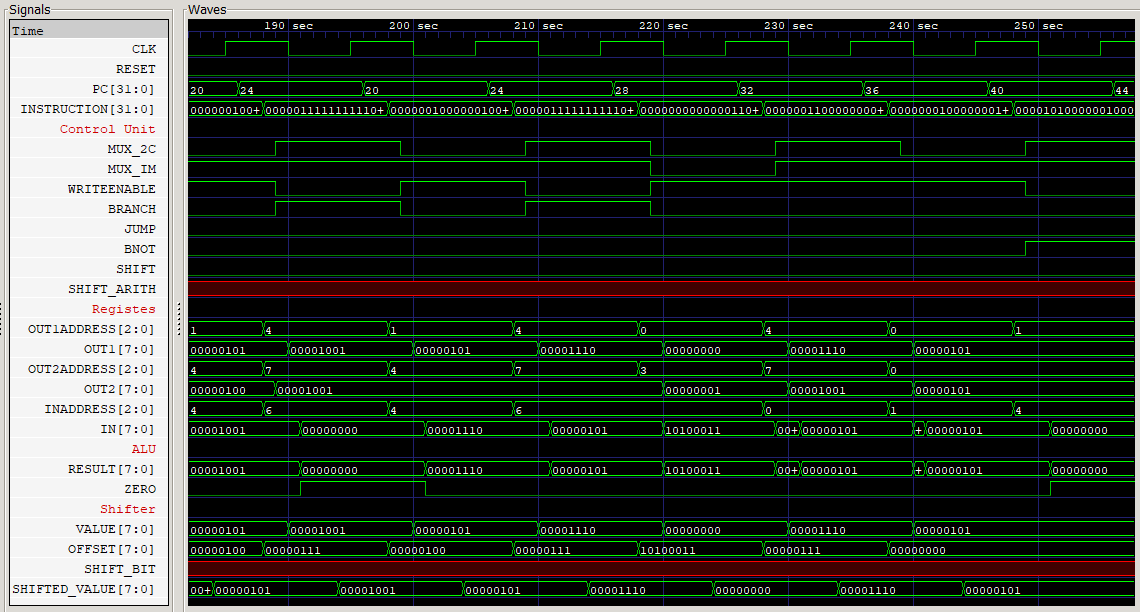 Signals Waves
Time 190 sec 200 sec 210 sec 220 sec 230 sec 240 sec 250 sec
CLK
RESET
PC[31:0] 20 24 20 24 28 32 36 40 44
INSTRUCTION[31:0] 000000100+ 0000011111111110+ 0000000100000010​0+ 0000011111111110+ 0000000000000110+ 0000001100000000+ 0000000100000001+ 0000010100000001000
Control Unit
MUX_2C
MUX_IM
WRITEENABLE
BRANCH
JUMP
BNOT
SHIFT
SHIFT_ARITH
Registes
OUT1ADDRESS[2:0] 1 4 1 4 0 4 0 1
OUT1[7:0] 00000101 00001001 00000101 00001110 00000000 00001110 00000101
OUT2ADDRESS[2:0] 4 7 4 7 3 7 0
OUT2[7:0] 00000100 00001001 00000001 00001001 00000101
INADDRESS[2:0] 4 6 4 6 0 1 4
IN[7:0] 00001001 00000000 00001110 00000101 10100011 00+ 00000101 + 00000101 00000000
ALU
RESULT[7:0] 00001001 00000000 00001110 00000101 10100011 00+ 00000101 + 00000101 00000000
ZERO
Shifter
VALUE[7:0] 00000101 00001001 00000101 00001110 00000000 00001110 00000101
OFFSET[7:0] 00000100 00000111 00000100 00000111 10100011 00000111 00000000
SHIFT_BIT
SHIFTED_VALUE[7:0] 00+ 00000101 00001001 00000101 00001110 00000000 00001110 00000101